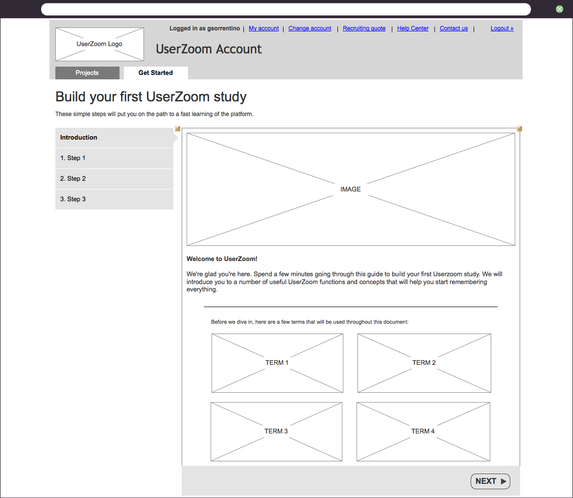 Logged in as gsorrentino | My account | Change account | Recruiting quote | Help Center | Contact us | Logout »
UserZoom Logo
UserZoom Account
Projects
Get Started
Build your first UserZoom study
These simple steps will put you on the path to a fast learning of the platform.
Introduction
1. Step 1
2. Step 2
3. Step 3
IMAGE
Welcome to UserZoom!
We're glad you're here. Spend a few minutes going through this guide to build your first Userzoom study. We will
introduce you to a number of useful UserZoom functions and concepts that will help you start remembering
everything.
Before we dive in, here are a few terms that will be used throughout this document:
TERM 1
TERM 2
TERM 3
TERM 4
NEXT